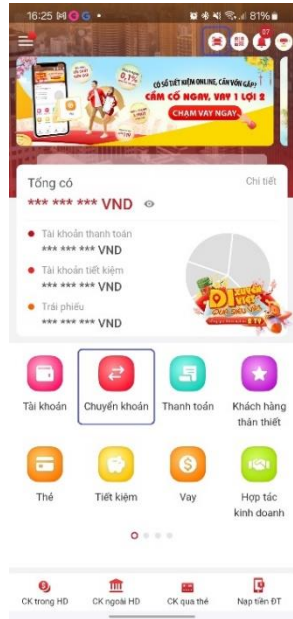 16:25
81%
87
CÓ SỔ TIẾT KIỆM ONLINE, CẦN VỐN GẤP?
0,1%
CẦM CỐ NGAY, VAY 1 LỢI 2
CHẠM VAY NGAY
Tổng có
Chi tiết
*** *** *** VND
Tài khoản thanh toán
*** *** *** VND
Tài khoản tiết kiệm
*** *** *** VND
Trái phiếu
*** *** *** VND
Tài khoản
Chuyển khoản
Thanh toán
Khách hàng
thân thiết
Thẻ
Tiết kiệm
Vay
Hợp tác
kinh doanh
CK trong HD
CK ngoài HD
CK qua thẻ
Nạp tiền ĐT